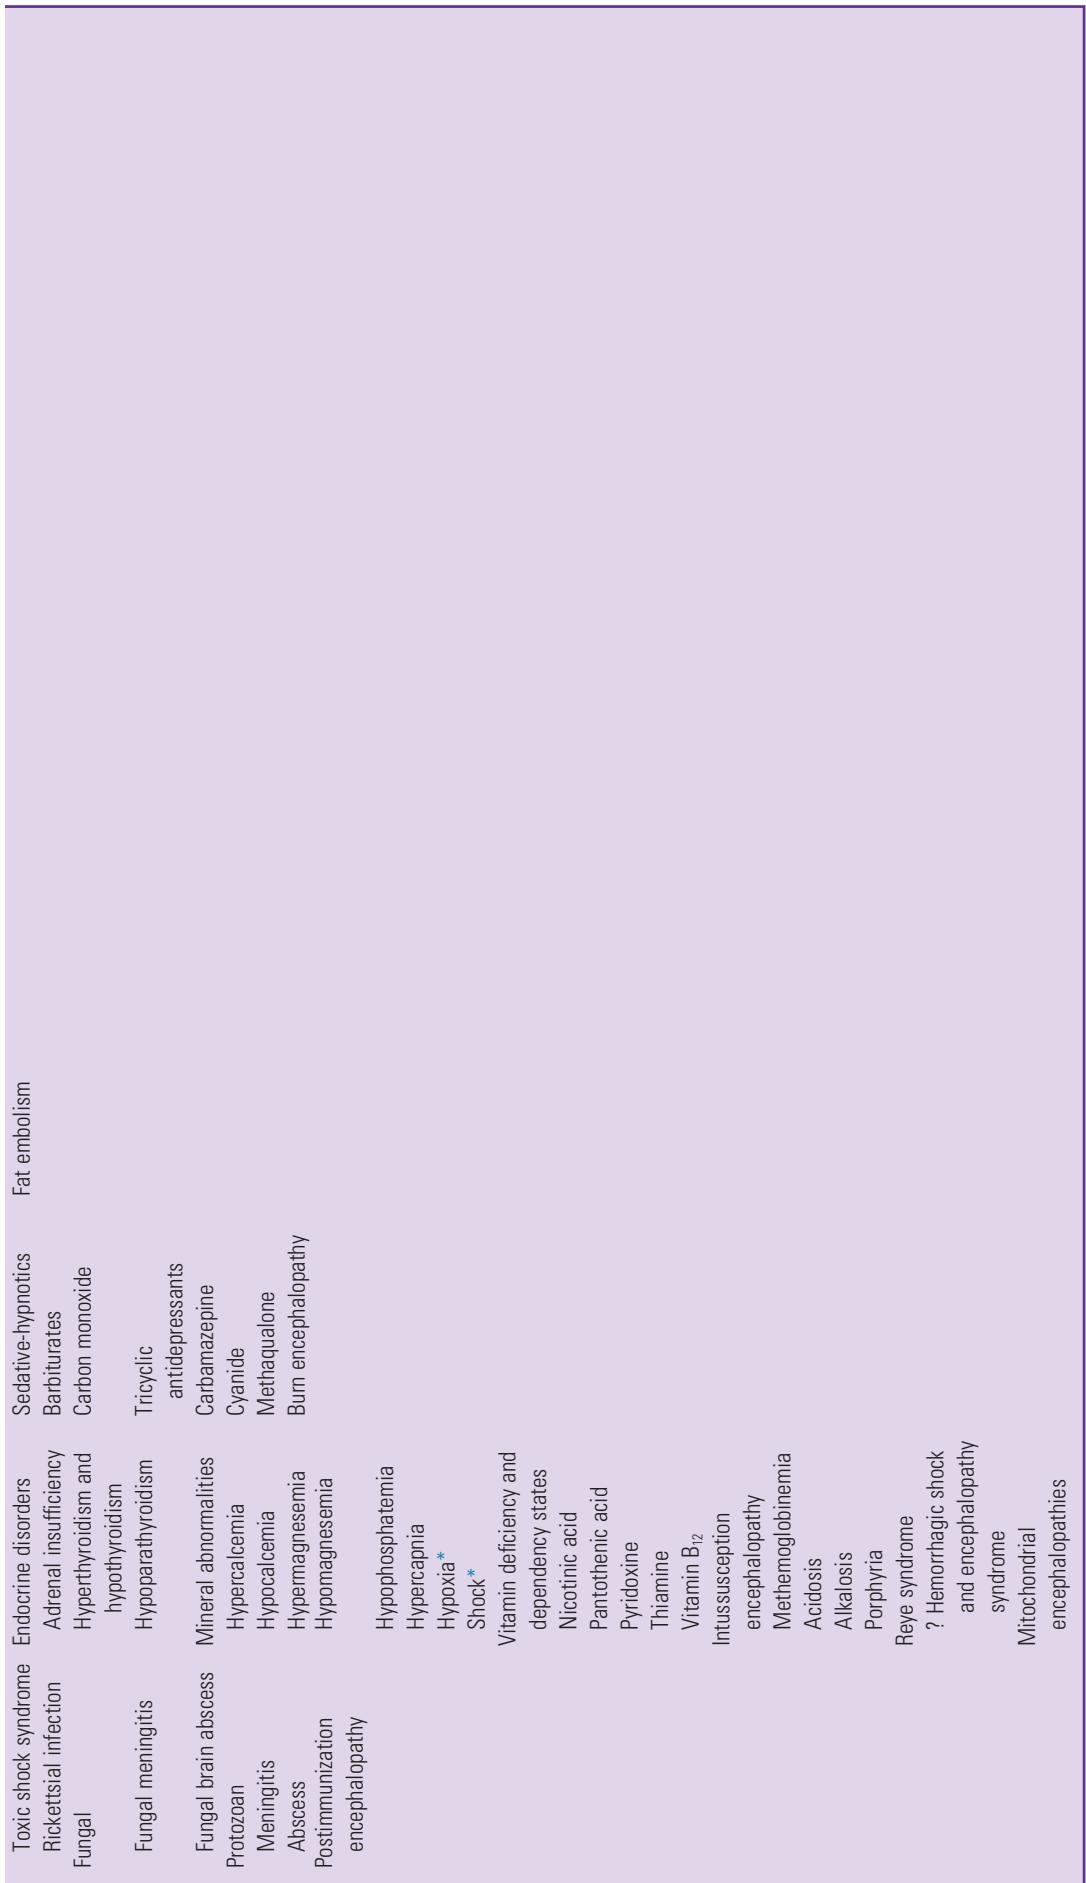 Toxic shock syndrome Endocrine disorders Sedative-hypnotics Fat embolism
Rickettsial infection Adrenal insufficiency Barbiturates
Fungal Hyperthyroidism and Carbon monoxide
hypothyroidism
Fungal meningitis Hypoparathyroidism Tricyclic
antidepressants
Fungal brain abscess Mineral abnormalities Carbamazepine
Protozoan Hypercalcemia Cyanide
Meningitis Hypocalcemia Methaqualone
Abscess Hypermagnesemia Burn encephalopathy
Postimmunization Hypomagnesemia
encephalopathy
Hypophosphatemia
Hypercapnia
Hypoxia*
Shock*
Vitamin deficiency and
dependency states
Nicotinic acid
Pantothenic acid
Pyridoxine
Thiamine
Vitamin B12
Intussusception
encephalopathy
Methemoglobinemia
Acidosis
Alkalosis
Porphyria
Reye syndrome
? Hemorrhagic shock
and encephalopathy
syndrome
Mitochondrial
encephalopathies